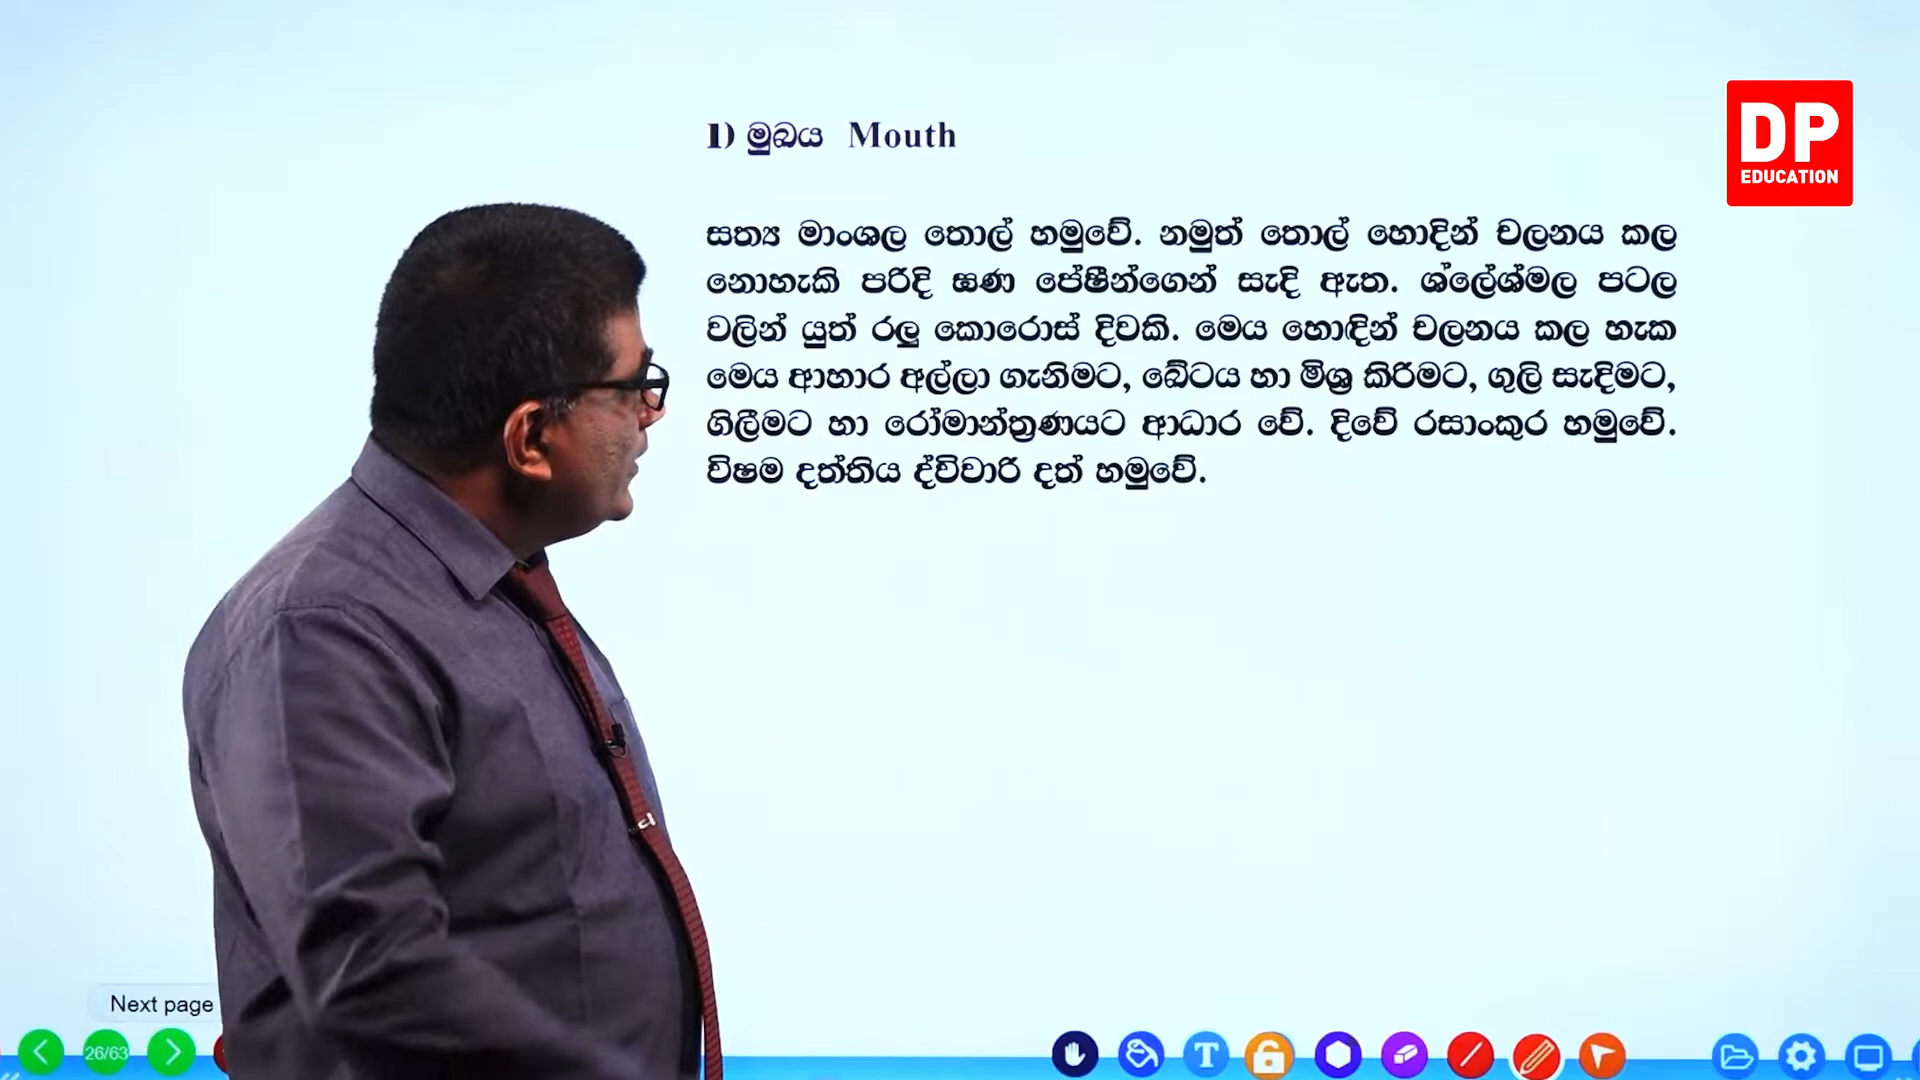 1) මුඛය Mouth
DP
EDUCATION
සත්‍ය මාංශල තොල් හමුවේ. නමුත් තොල් හොදින් චලනය කල
නොහැකි පරිදි ඝණ පේෂීන්ගෙන් සැදි ඇත. ශ්ලේශ්මල පටල
වලින් යුත් රලු කොරොස් දිවකි. මෙය හොඳින් චලනය කල හැක
මෙය ආහාර අල්ලා ගැනිමට, ඛේටය හා මිශ්‍ර කිරීමට, ගුලි සැදිමට,
ගිලීමට හා රෝමාන්ත්‍රණයට ආධාර වේ. දිවේ රසාංකුර හමුවේ.
විෂම දත්තිය ද්විවාරි දත් හමුවේ.
Next page
26/63